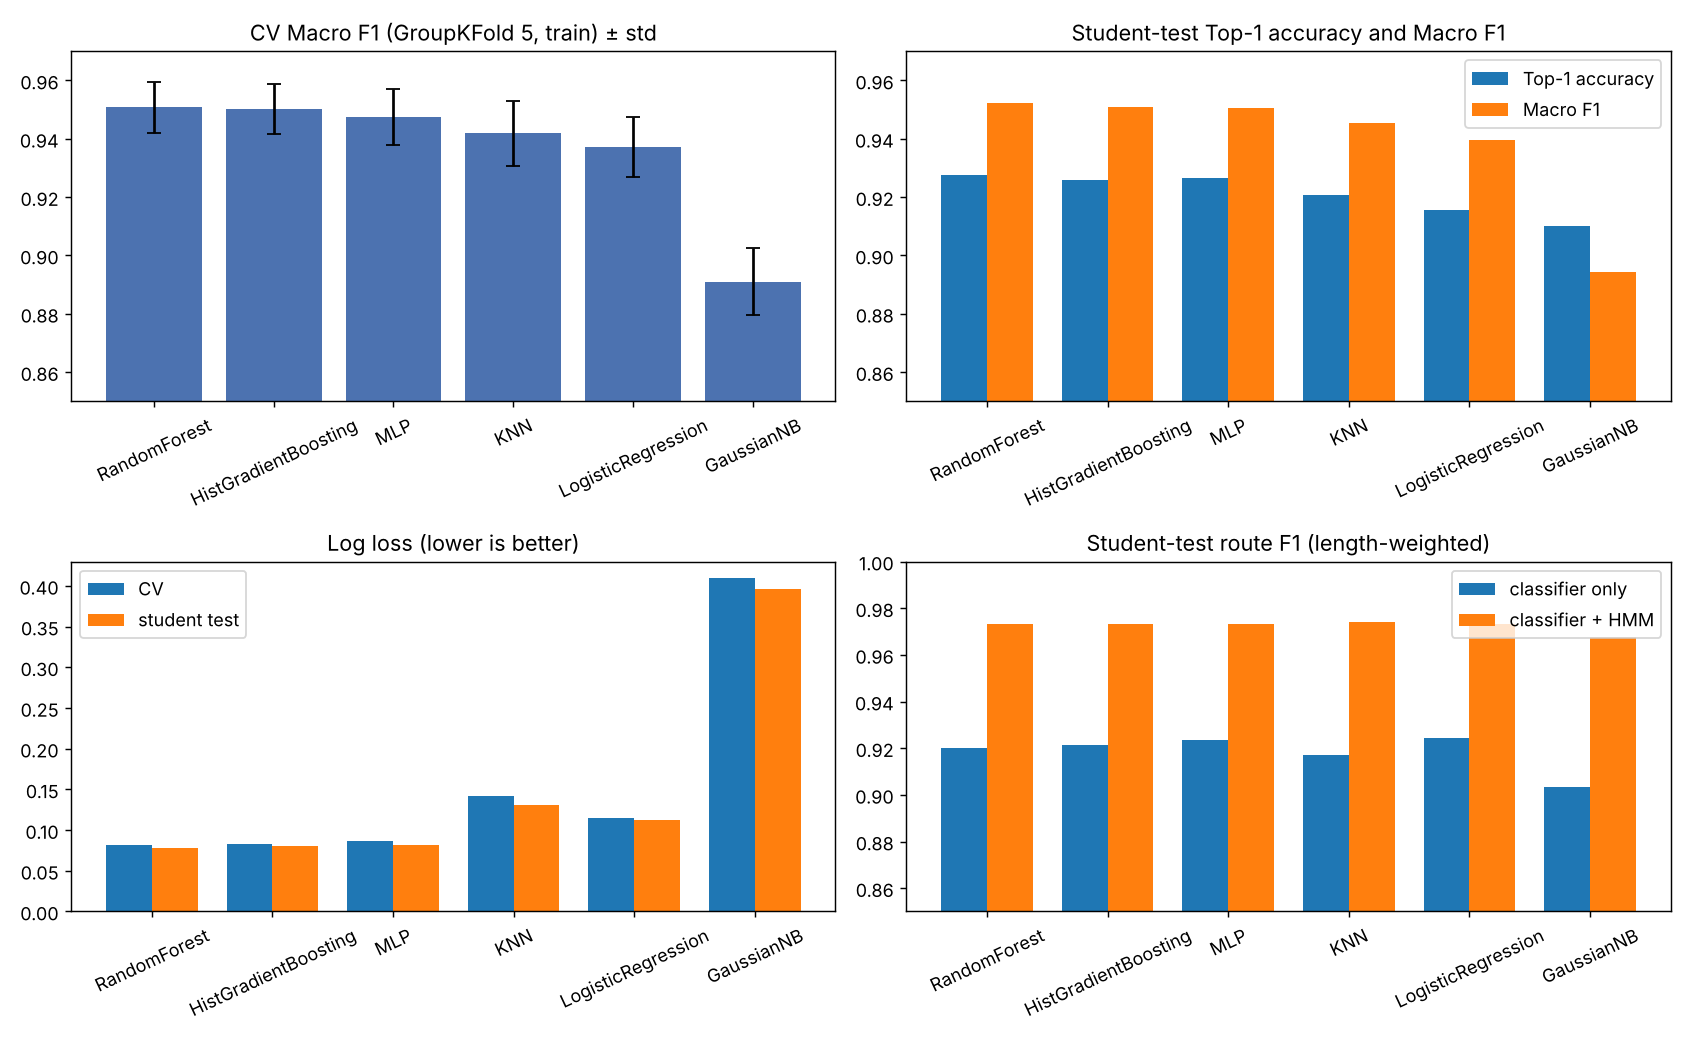 CV Macro F1 (GroupKFold 5, train) ± std
0.96
0.94
0.92
0.90
0.88
0.86
RandomForest
HistGradientBoosting
MLP
KNN
LogisticRegression
GaussianNB
Student-test Top-1 accuracy and Macro F1
Top-1 accuracy
Macro F1
0.96
0.94
0.92
0.90
0.88
0.86
RandomForest
HistGradientBoosting
MLP
KNN
LogisticRegression
GaussianNB
Log loss (lower is better)
CV
student test
0.40
0.35
0.30
0.25
0.20
0.15
0.10
0.05
0.00
RandomForest
HistGradientBoosting
MLP
KNN
LogisticRegression
GaussianNB
Student-test route F1 (length-weighted)
classifier only
classifier + HMM
1.00
0.98
0.96
0.94
0.92
0.90
0.88
0.86
RandomForest
HistGradientBoosting
MLP
KNN
LogisticRegression
GaussianNB